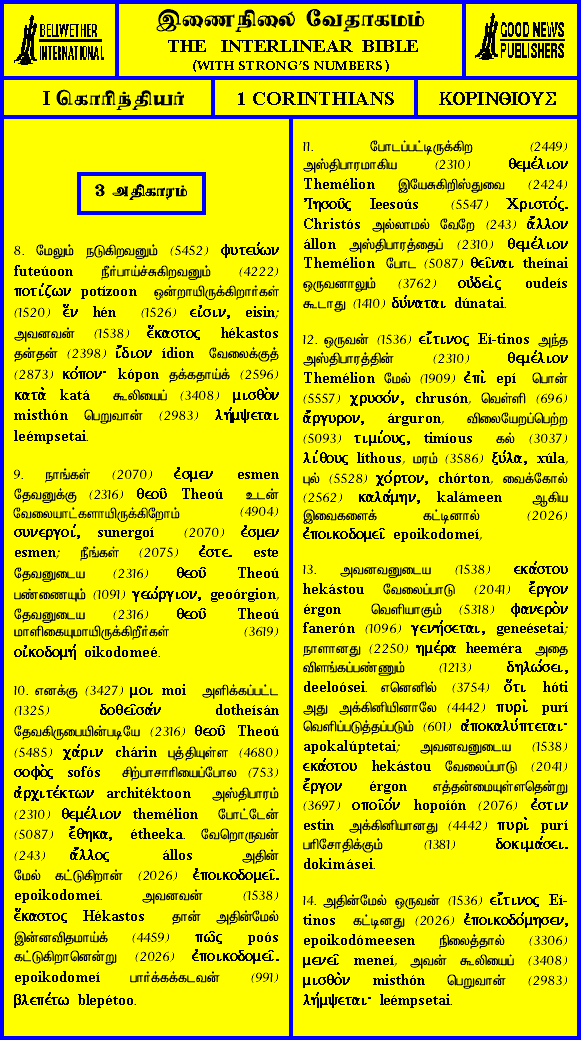 BELLWETHER
INTERNATIONAL
இணைநிலை வேதாகமம்
THE INTERLINEAR BIBLE
(WITH STRONG'S NUMBERS)
GOOD NEWS
PUBLISHERS
I கொரிந்தியர்
1 CORINTHIANS
ΚΟΡΙΝΘΙΟΥΣ
3 அதிகாரம்
8. மேலும் நடுகிறவனும் (5452) φυτεύων
futeúoon நீர்பாய்ச்சுகிறவனும் (4222)
ποτίζων potízoon ஒன்றாயிருக்கிறார்கள்
(1520) ἕν hén (1526) εἰσιν, eisin;
அவனவன் (1538) ἕκαστος hékastos
தன்தன் (2398) ἴδιον ídion வேலைக்குத்
(2873) κόπον· kópon தக்கதாய்க் (2596)
κατὰ katá கூலியைப் (3408) μισθὸν
misthón பெறுவான் (2983) λήμψεται
leémpsetai.
9. நாங்கள் (2070) ἐσμεν esmen
தேவனுக்கு (2316) θεοῦ Theoú உடன்
வேலையாட்களாயிருக்கிறோம் (4904)
συνεργοί, sunergoí (2070) ἐσμεν
esmen; நீங்கள் (2075) ἐστε. este
தேவனுடைய (2316) θεοῦ Theoú
பண்ணையும் (1091) γεώργιον, geoórgion,
தேவனுடைய (2316) θεοῦ Theoú
மாளிகையுமாயிருக்கிறீர்கள் (3619)
οἰκοδομή oikodomeé.
10. எனக்கு (3427) μοι moi அளிக்கப்பட்ட
(1325) δοθεῖσάν dotheísán
தேவகிருபையின்படியே (2316) θεοῦ Theoú
(5485) χάριν chárin புத்தியுள்ள (4680)
σοφὸς sofós சிற்பாசாரியைப்போல (753)
ἀρχιτέκτων architéktoon அஸ்திபாரம்
(2310) θεμέλιον themélion போட்டேன்
(5087) ἔθηκα, étheeka. வேறொருவன்
(243) ἄλλος állos அதின்
மேல் கட்டுகிறான் (2026) ἐποικοδομεῖ.
epoikodomeí. அவனவன் (1538)
ἕκαστος Hékastos தான் அதின்மேல்
இன்னவிதமாய்க் (4459) πῶς poós
கட்டுகிறானென்று (2026) ἐποικοδομεῖ.
epoikodomeí பார்க்கக்கடவன் (991)
βλεπέτω blepétoo.
11. போடப்பட்டிருக்கிற (2449)
அஸ்திபாரமாகிய (2310) θεμέλιον
Themélion இயேசுகிறிஸ்துவை (2424)
Ἰησοῦς Ieesoús (5547) Χριστός.
Christós அல்லாமல் வேறே (243) ἄλλον
állon அஸ்திபாரத்தைப் (2310) θεμέλιον
Themélion போட (5087) θεῖναι theínai
ஒருவனாலும் (3762) οὐδεὶς oudeís
கூடாது (1410) δύναται dúnatai.
12. ஒருவன் (1536) εἴτινος Eí-tinos அந்த
அஸ்திபாரத்தின் (2310) θεμέλιον
Themélion மேல் (1909) ἐπὶ epí பொன்
(5557) χρυσόν, chrusón, வெள்ளி (696)
ἄργυρον, árguron, விலையேறப்பெற்ற
(5093) τιμίους, timíous கல் (3037)
λίθους líthous, மரம் (3586) ξύλα, xúla,
புல் (5528) χόρτον, chórton, வைக்கோல்
(2562) καλάμην, kalámeen ஆகிய
இவைகளைக் கட்டினால் (2026)
ἐποικοδομεῖ epoikodomeí,
13. அவனவனுடைய (1538) εκάστου
hekástou வேலைப்பாடு (2041) ἔργον
érgon வெளியாகும் (5318) φανερὸν
fanerón (1096) γενήσεται, geneésetai;
நாளானது (2250) ημέρα heeméra அதை
விளங்கப்பண்ணும் (1213) δηλώσει,
deeloósei. எனெனில் (3754) ὅτι hóti
அது அக்கினியினாலே (4442) πυρὶ purí
வெளிப்படுத்தப்படும் (601) ἀποκαλύπτεται·
apokalúptetai; அவனவனுடைய (1538)
εκάστου hekástou வேலைப்பாடு (2041)
ἔργον érgon எத்தன்மையுள்ளதென்று
(3697) οποῖόν hopoíón (2076) ἐστιν
estin அக்கினியானது (4442) πυρὶ purí
பரிசோதிக்கும் (1381) δοκιμάσει.
dokimásei.
14. அதின்மேல் ஒருவன் (1536) εἴτινος Eí-
tinos கட்டினது (2026) ἐποικοδόμησεν,
epoikodómeesen நிலைத்தால் (3306)
μενεῖ meneí, அவன் கூலியைப் (3408)
μισθὸν misthón பெறுவான் (2983)
λήμψεται· leémpsetai.